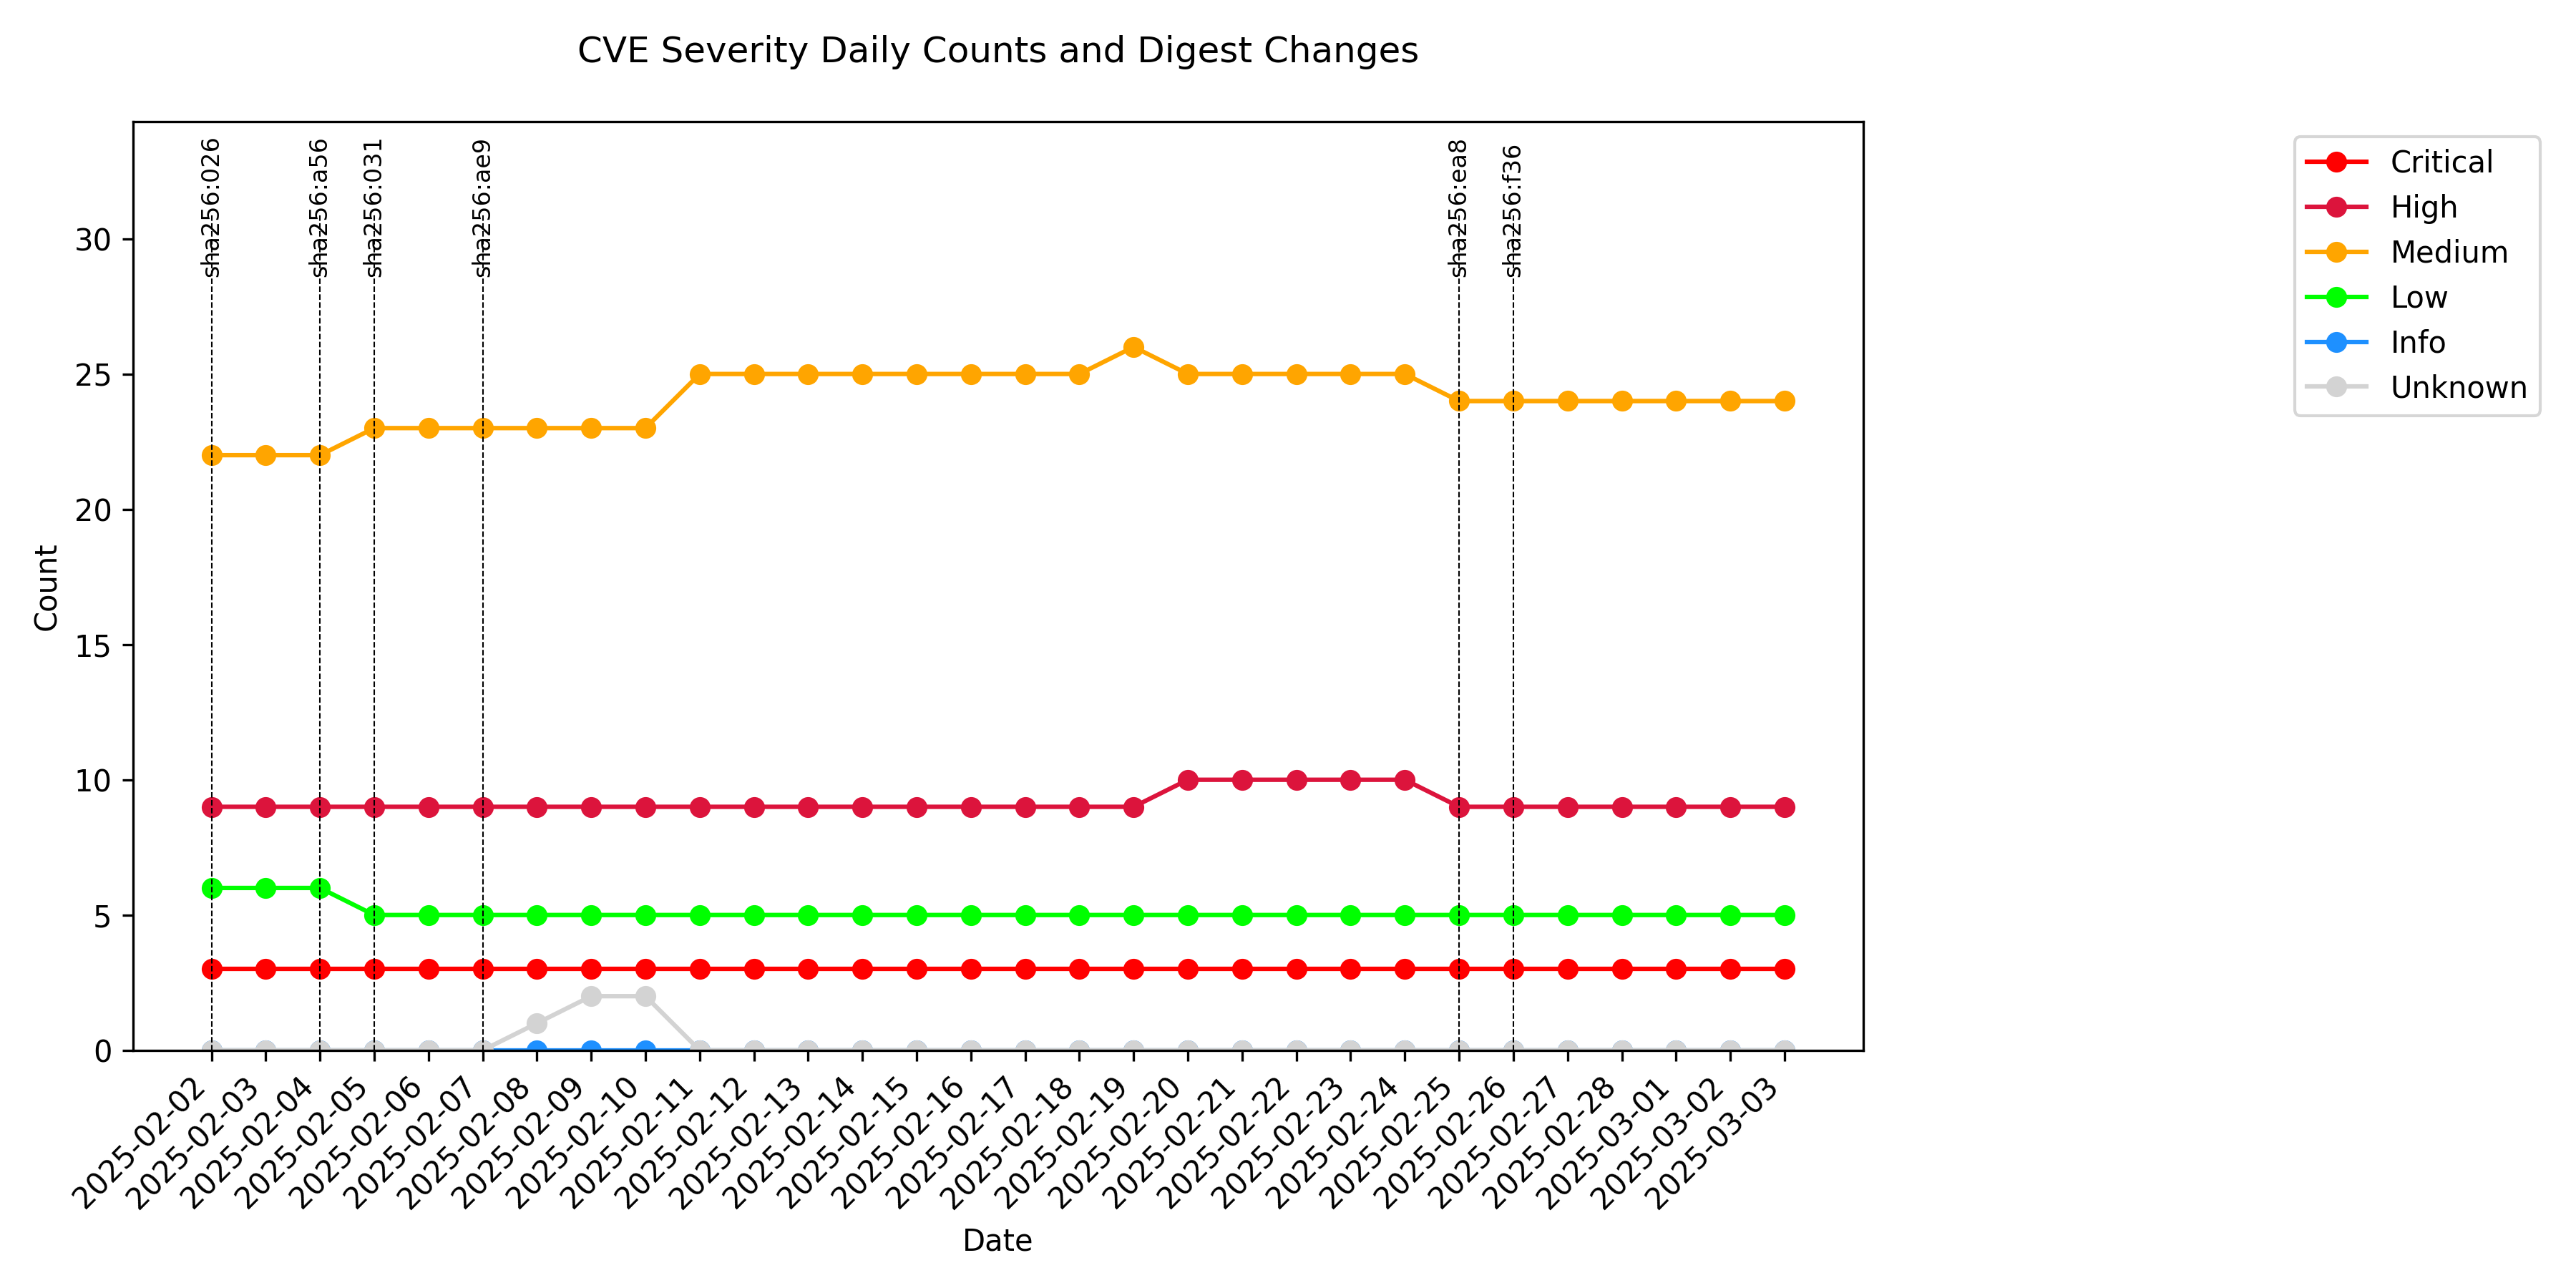 CVE Severity Daily Counts and Digest Changes
sha256:026
sha256:a56
sha256:031
sha256:ae9
sha256:ea8
sha256:f36
Critical
High
Medium
Low
Info
Unknown
30
25
20
15
10
5
0
Count
2025-02-02
2025-02-03
2025-02-04
2025-02-05
2025-02-06
2025-02-07
2025-02-08
2025-02-09
2025-02-10
2025-02-11
2025-02-12
2025-02-13
2025-02-14
2025-02-15
2025-02-16
2025-02-17
2025-02-18
2025-02-19
2025-02-20
2025-02-21
2025-02-22
2025-02-23
2025-02-24
2025-02-25
2025-02-26
2025-02-27
2025-02-28
2025-03-01
2025-03-02
2025-03-03
Date